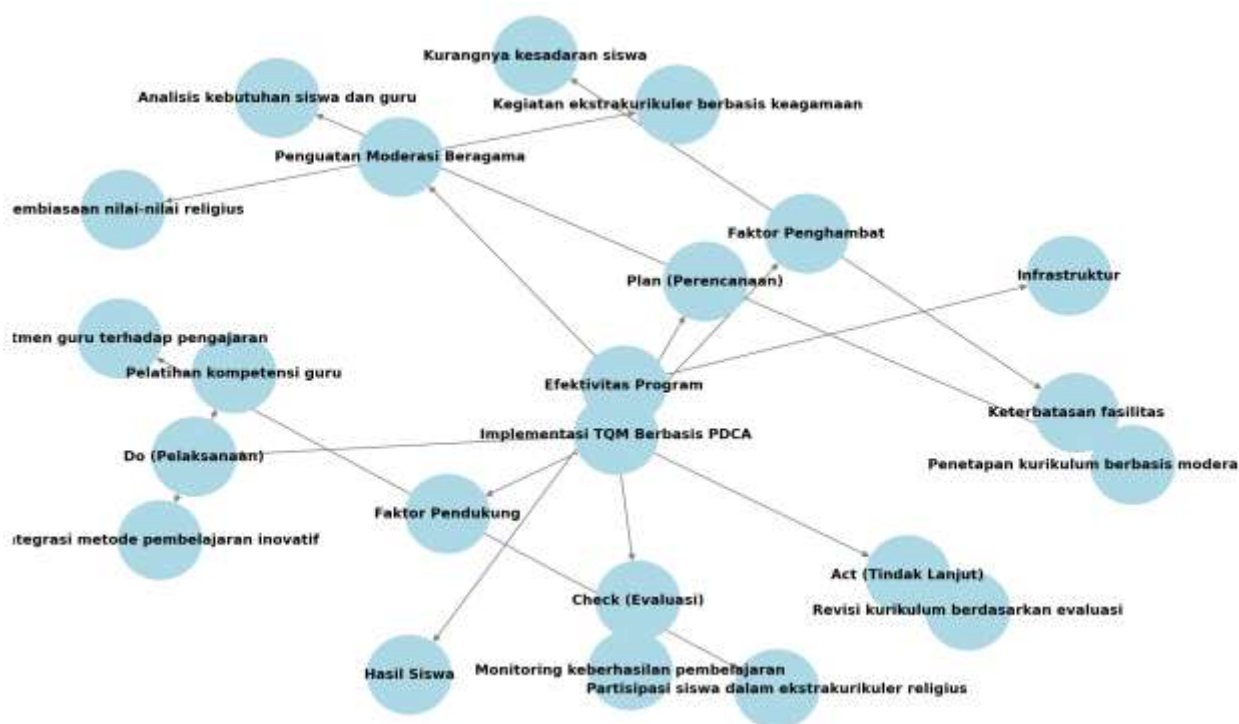 Kurangnya kesadaran siswa
Analisis kebutuhan siswa dan guru
Kegiatan ekstrakurikuler berbasis keagamaan
Penguatan Moderasi Beragama
embiasaan nilai-nilai religius
Faktor Penghambat
Plan (Perencanaan)
Infrastruktur
tmen guru terhadap pengajaran
Pelatihan kompetensi guru
Efektivitas Program
Keterbatasan fasilitas
Implementasi TQM Berbasis PDCA
Do (Pelaksanaan)
Penetapan kurikulum berbasis modera
Faktor Pendukung
ntegrasi metode pembelajaran inovatif
Act (Tindak Lanjut)
Check (Evaluasi)
Revisi kurikulum berdasarkan evaluasi
Hasil Siswa
Monitoring keberhasilan pembelajaran
Partisipasi siswa dalam ekstrakurikuler religius